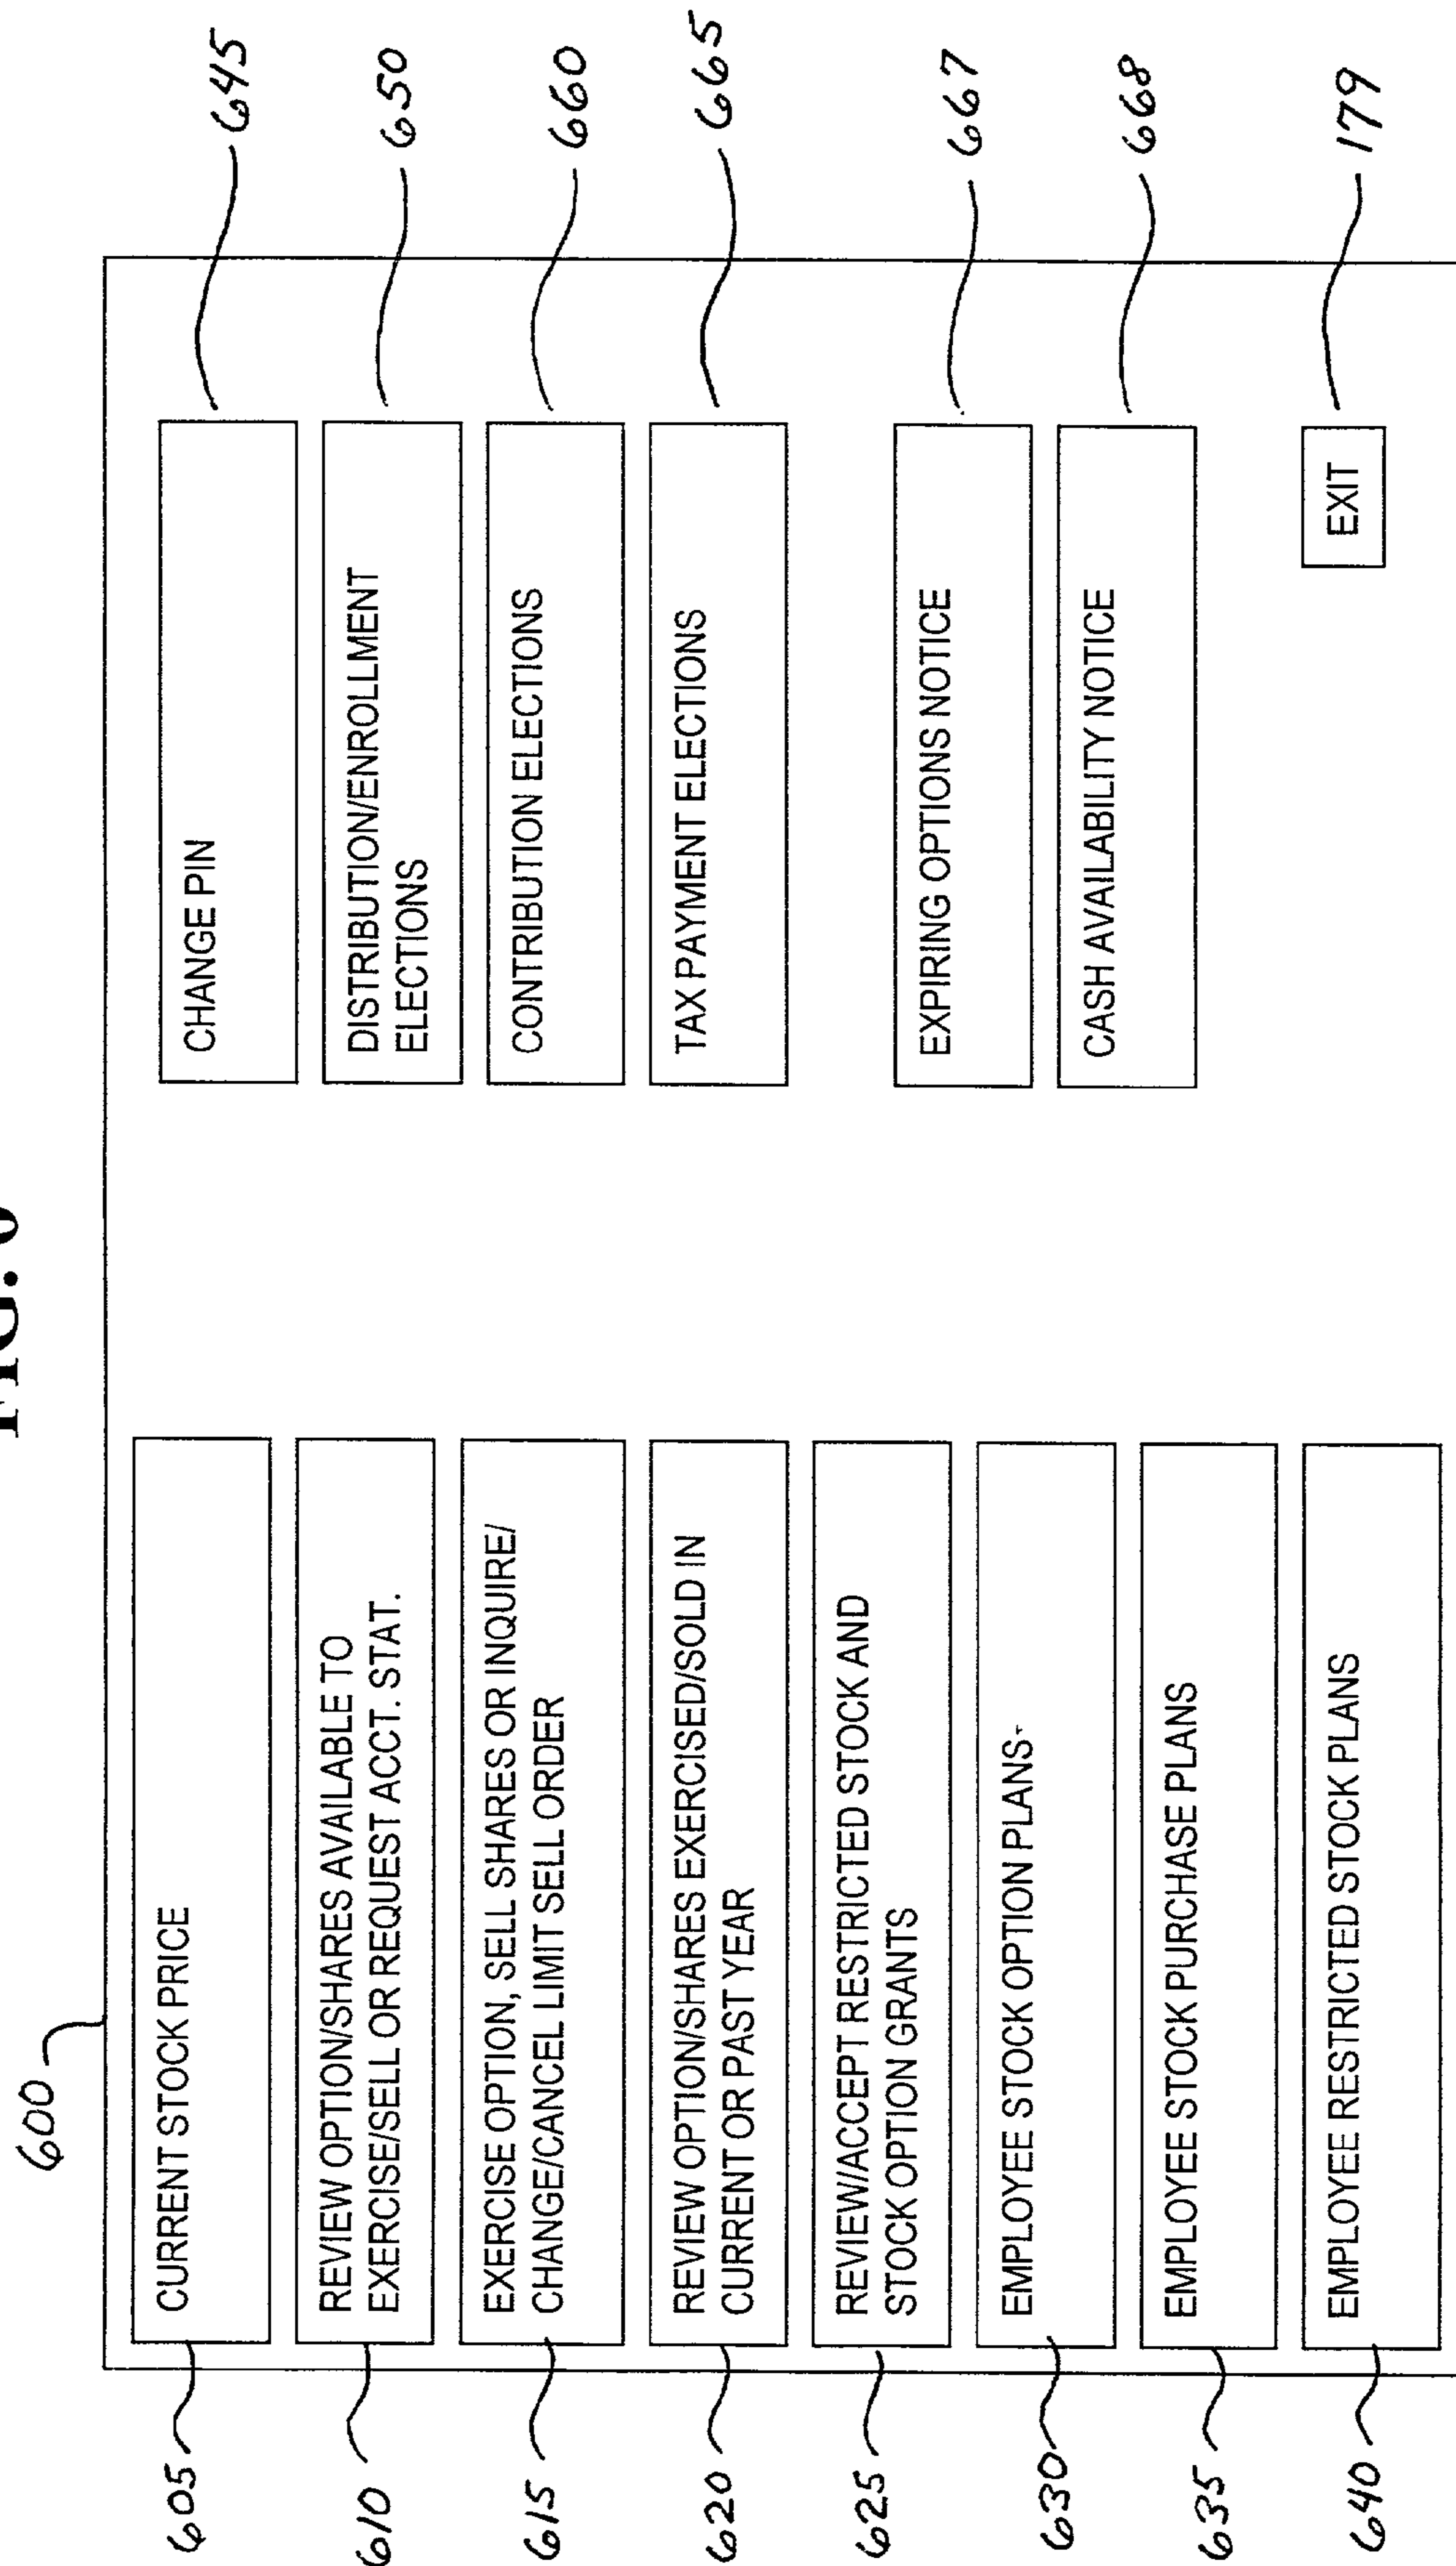 FIG. 6
600
605
CURRENT STOCK PRICE
610
REVIEW OPTION/SHARES AVAILABLE TO
EXERCISE/SELL OR REQUEST ACCT. STAT.
615
EXERCISE OPTION, SELL SHARES OR INQUIRE/
CHANGE/CANCEL LIMIT SELL ORDER
620
REVIEW OPTION/SHARES EXERCISED/SOLD IN
CURRENT OR PAST YEAR
625
REVIEW/ACCEPT RESTRICTED STOCK AND
STOCK OPTION GRANTS
630
EMPLOYEE STOCK OPTION PLANS
635
EMPLOYEE STOCK PURCHASE PLANS
640
EMPLOYEE RESTRICTED STOCK PLANS
CHANGE PIN
645
DISTRIBUTION/ENROLLMENT
ELECTIONS
650
CONTRIBUTION ELECTIONS
660
TAX PAYMENT ELECTIONS
665
EXPIRING OPTIONS NOTICE
667
CASH AVAILABILITY NOTICE
668
EXIT
179